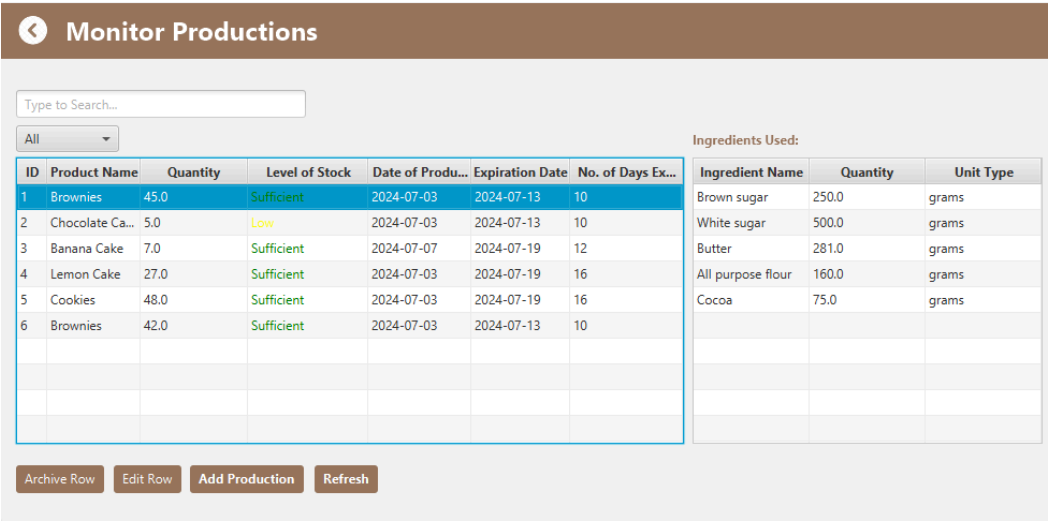 Monitor Productions
Type to Search...
All
Ingredients Used:
ID Product Name Quantity Level of Stock Date of Produ... Expiration Date No. of Days Ex...
1 Brownies 45.0 Sufficient 2024-07-03 2024-07-13 10
2 Chocolate Ca... 5.0 Low 2024-07-03 2024-07-13 10
3 Banana Cake 7.0 Sufficient 2024-07-07 2024-07-19 12
4 Lemon Cake 27.0 Sufficient 2024-07-03 2024-07-19 16
5 Cookies 48.0 Sufficient 2024-07-03 2024-07-19 16
6 Brownies 42.0 Sufficient 2024-07-03 2024-07-13 10
Ingredient Name Quantity Unit Type
Brown sugar 250.0 grams
White sugar 500.0 grams
Butter 281.0 grams
All purpose flour 160.0 grams
Cocoa 75.0 grams
Archive Row Edit Row Add Production Refresh